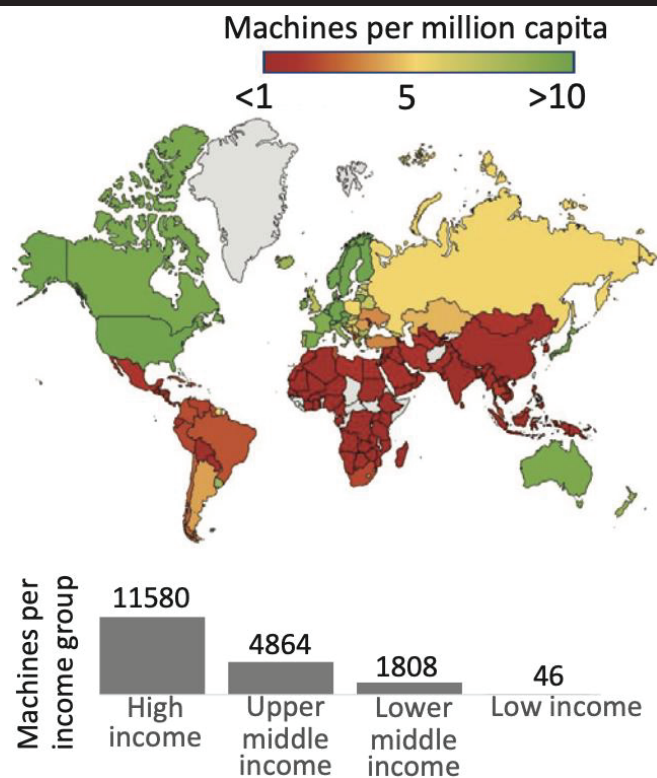 Machines per million capita
<1 5 >10
Machines per
income group
11580
4864
1808
46
High
income
Upper
middle
income
Lower
middle
income
Low income